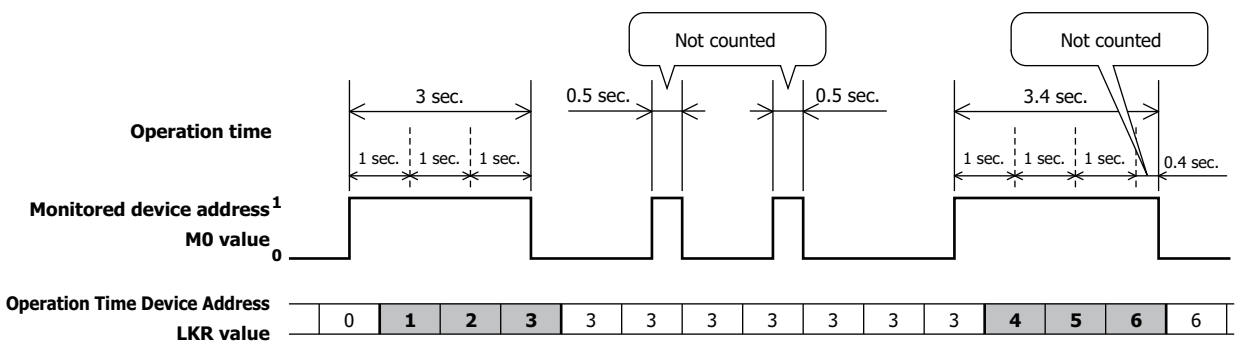 Not counted
Not counted
3 sec.
0.5 sec.
0.5 sec.
3.4 sec.
Operation time
1 sec.
1 sec.
1 sec.
1 sec.
1 sec.
1 sec.
0.4 sec.
Monitored device address 1
M0 value
0
Operation Time Device Address
LKR value
0 1 2 3 3 3 3 3 3 3 3 4 5 6 6